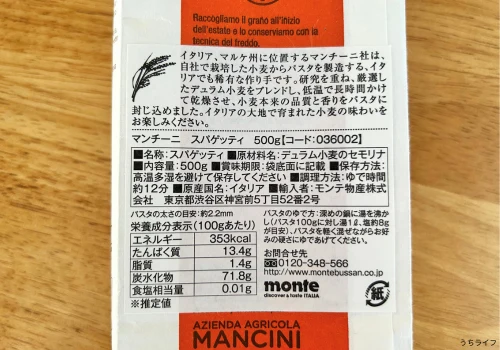 Raccogliamo il grano all'inizio
dell'estate e lo conserviamo con la
tecnica del freddo.
イタリア、マルケ州に位置するマンチーニ社は、
自社で栽培した小麦からパスタを製造する、イタ
リアでも稀有な作り手です。研究を重ね、厳選し
たデュラム小麦をブレンドし、低温で長時間かけ
て乾燥させ、小麦本来の品質と香りをパスタに
封じ込めました。イタリアの大地で育まれた小麦の味わいを
お楽しみください。
マンチーニ スパゲッティ 500g【コード:036002】
■名称:スパゲッティ ■原材料名:デュラム小麦のセモリナ
■内容量:500g ■賞味期限:袋底面に記載 ■保存方法:
高温多湿を避けて保存してください ■調理方法:ゆで時間
約12分 ■原産国名:イタリア ■輸入者:モンテ物産株式会
社 東京都渋谷区神宮前5丁目52番2号
パスタの太さの目安:約2.2mm
栄養成分表示(100gあたり)
エネルギー 353kcal
たんぱく質 13.4g
脂質 1.4g
炭水化物 71.8g
食塩相当量 0.01g
※推定値
パスタのゆで方:深めの鍋に湯を沸か
し(パスタ100gに対し湯1ℓ、塩約8g
が目安)、パスタを軽く混ぜながらお好
みの硬さにゆであげてください。
お問合せ先
0120-348-566
http://www.montebussan.co.jp
monte
discover & taste ITALIA
紙
AZIENDA AGRICOLA
MANCINI
うちライフ